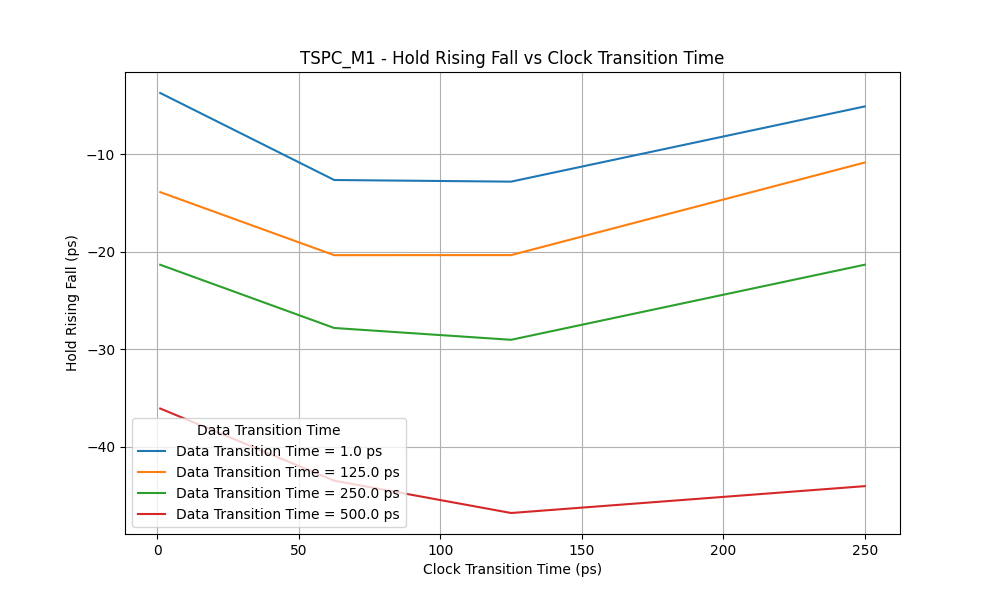 TSPC_M1 - Hold Rising Fall vs Clock Transition Time
Hold Rising Fall (ps)
−10
−20
−30
−40
Data Transition Time
Data Transition Time = 1.0 ps
Data Transition Time = 125.0 ps
Data Transition Time = 250.0 ps
Data Transition Time = 500.0 ps
0 50 100 150 200 250
Clock Transition Time (ps)